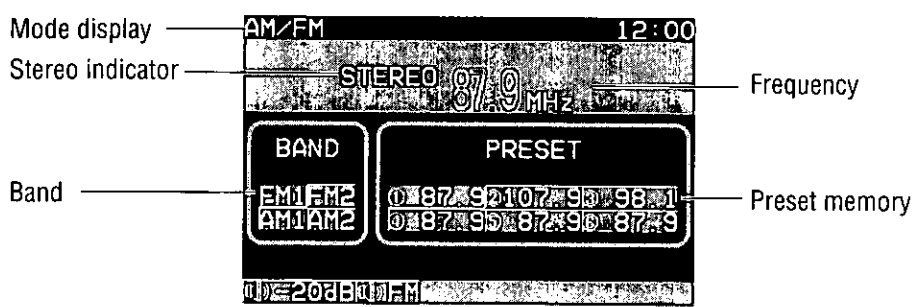 Mode display
AM/FM 12:00
Stereo indicator
STEREO 87.9 MHz
Frequency
BAND
PRESET
Band
FM1 FM2
AM1 AM2
① 87.9 ②107.9 ③ 98.1
④ 87.9 ⑤ 87.9 ⑥ 87.9
Preset memory
20dB FM